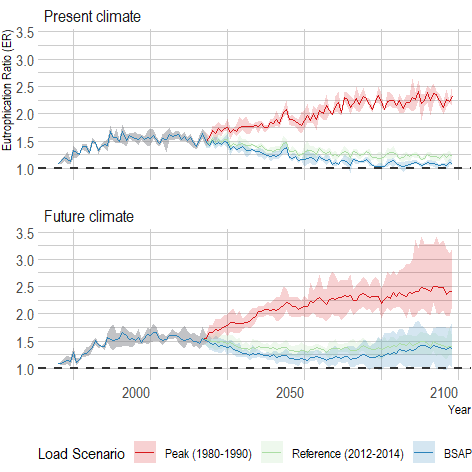 Present climate
Eutrophication Ratio (ER)
3.5
3.0
2.5
2.0
1.5
1.0
Future climate
3.5
3.0
2.5
2.0
1.5
1.0
2000 2050 2100
Year
Load Scenario Peak (1980-1990) Reference (2012-2014) BSAP